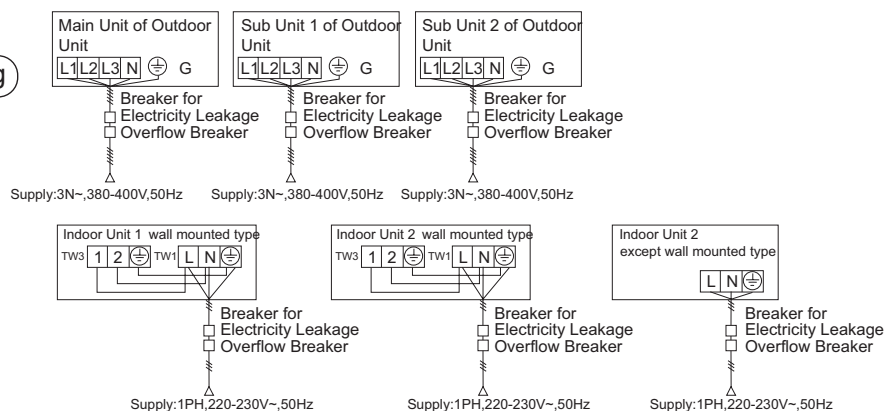 g
Main Unit of Outdoor
Unit
L1 L2 L3 N G
Breaker for
Electricity Leakage
Overflow Breaker
Supply:3N~,380-400V,50Hz
Sub Unit 1 of Outdoor
Unit
L1 L2 L3 N G
Breaker for
Electricity Leakage
Overflow Breaker
Supply:3N~,380-400V,50Hz
Sub Unit 2 of Outdoor
Unit
L1 L2 L3 N G
Breaker for
Electricity Leakage
Overflow Breaker
Supply:3N~,380-400V,50Hz
Indoor Unit 1 wall mounted type
TW3 1 2 TW1 L N
Breaker for
Electricity Leakage
Overflow Breaker
Supply:1PH,220-230V~,50Hz
Indoor Unit 2 wall mounted type
TW3 1 2 TW1 L N
Breaker for
Electricity Leakage
Overflow Breaker
Supply:1PH,220-230V~,50Hz
Indoor Unit 2
except wall mounted type
L N
Breaker for
Electricity Leakage
Overflow Breaker
Supply:1PH,220-230V~,50Hz